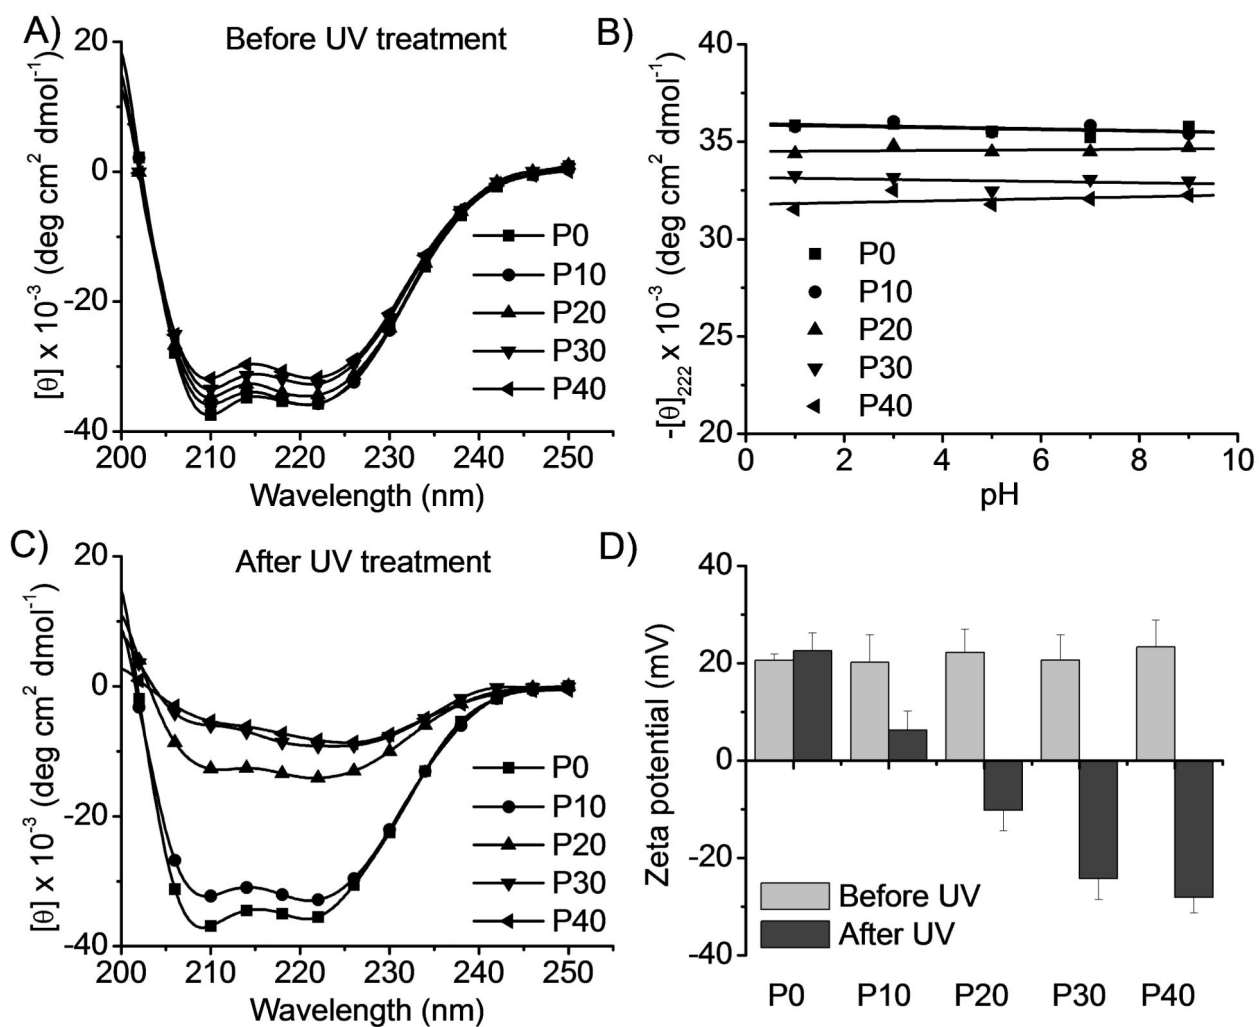 A)
Before UV treatment
[θ] x 10⁻³ (deg cm² dmol⁻¹)
20
0
-20
-40
P0
P10
P20
P30
P40
200 210 220 230 240 250
Wavelength (nm)
B)
-[θ]₂₂₂ x 10⁻³ (deg cm² dmol⁻¹)
40
35
30
25
20
P0
P10
P20
P30
P40
0 2 4 6 8 10
pH
C)
After UV treatment
[θ] x 10⁻³ (deg cm² dmol⁻¹)
20
0
-20
-40
P0
P10
P20
P30
P40
200 210 220 230 240 250
Wavelength (nm)
D)
Zeta potential (mV)
40
20
0
-20
-40
Before UV
After UV
P0 P10 P20 P30 P40